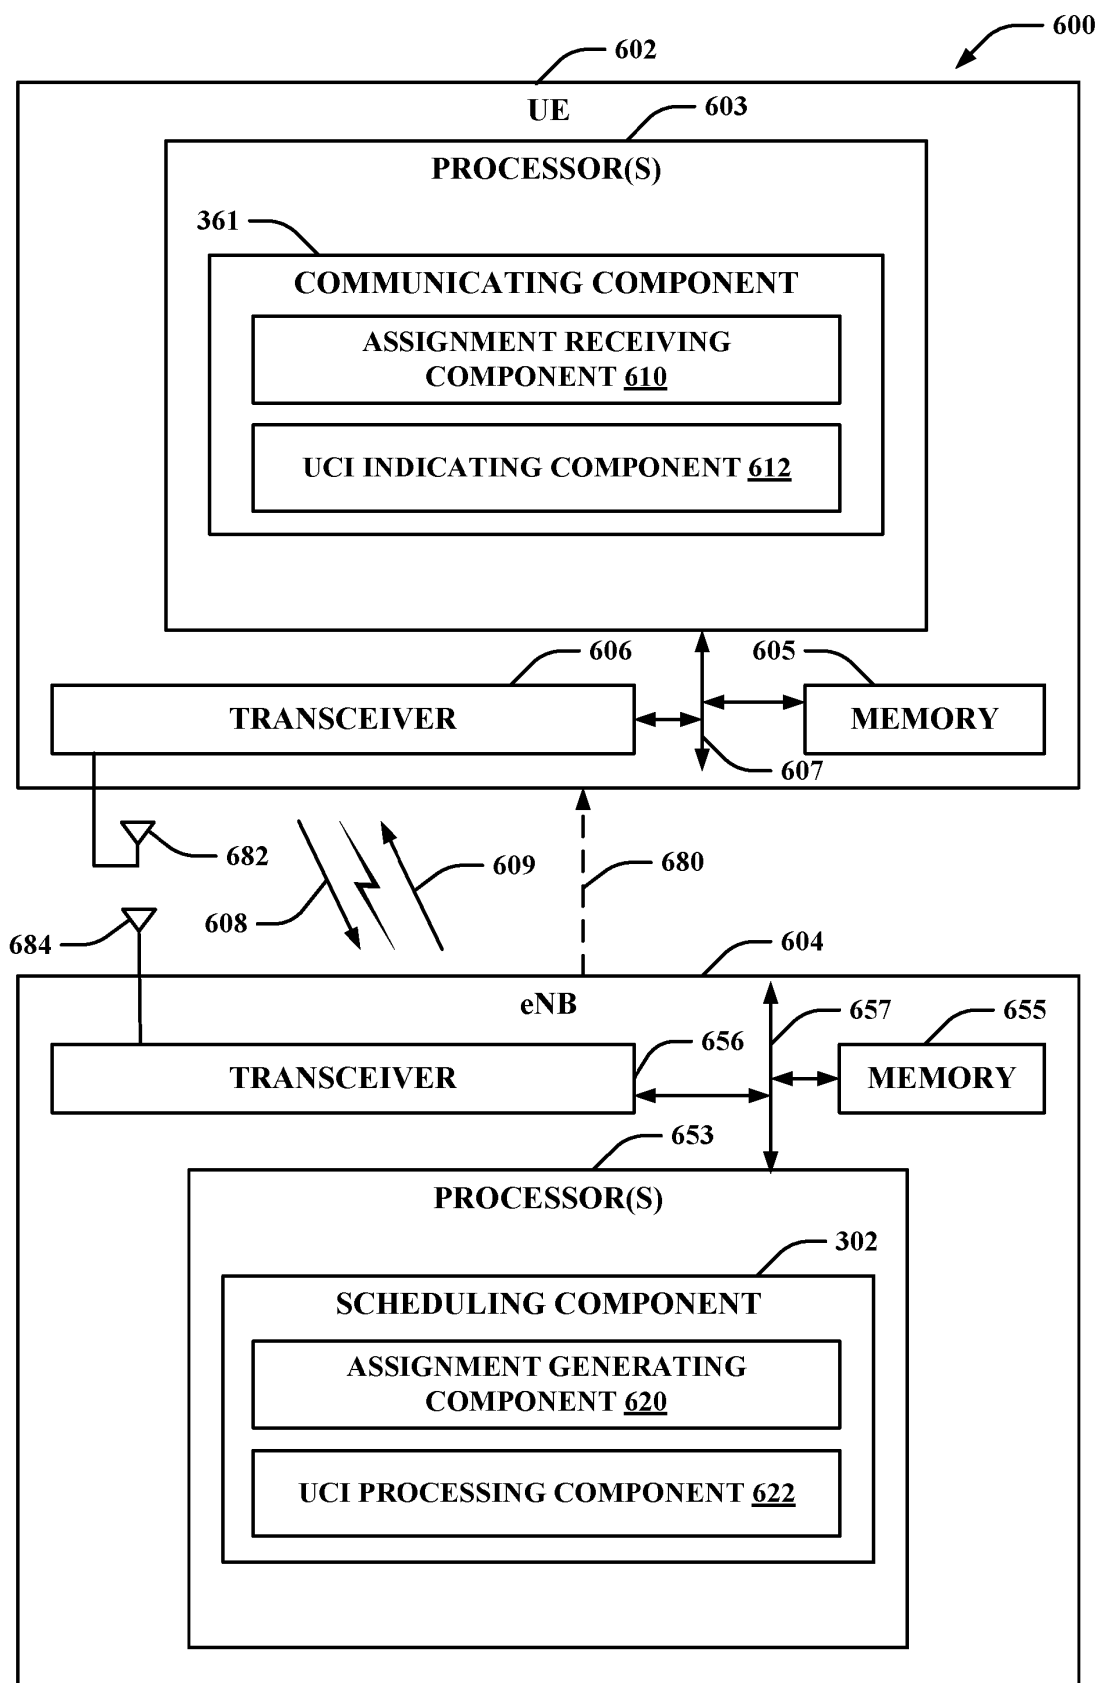 600
602
UE
603
PROCESSOR(S)
361
COMMUNICATING COMPONENT
ASSIGNMENT RECEIVING
COMPONENT 610
UCI INDICATING COMPONENT 612
606
605
TRANSCEIVER
MEMORY
607
682
609
680
608
684
604
eNB
657
655
656
TRANSCEIVER
MEMORY
653
PROCESSOR(S)
302
SCHEDULING COMPONENT
ASSIGNMENT GENERATING
COMPONENT 620
UCI PROCESSING COMPONENT 622